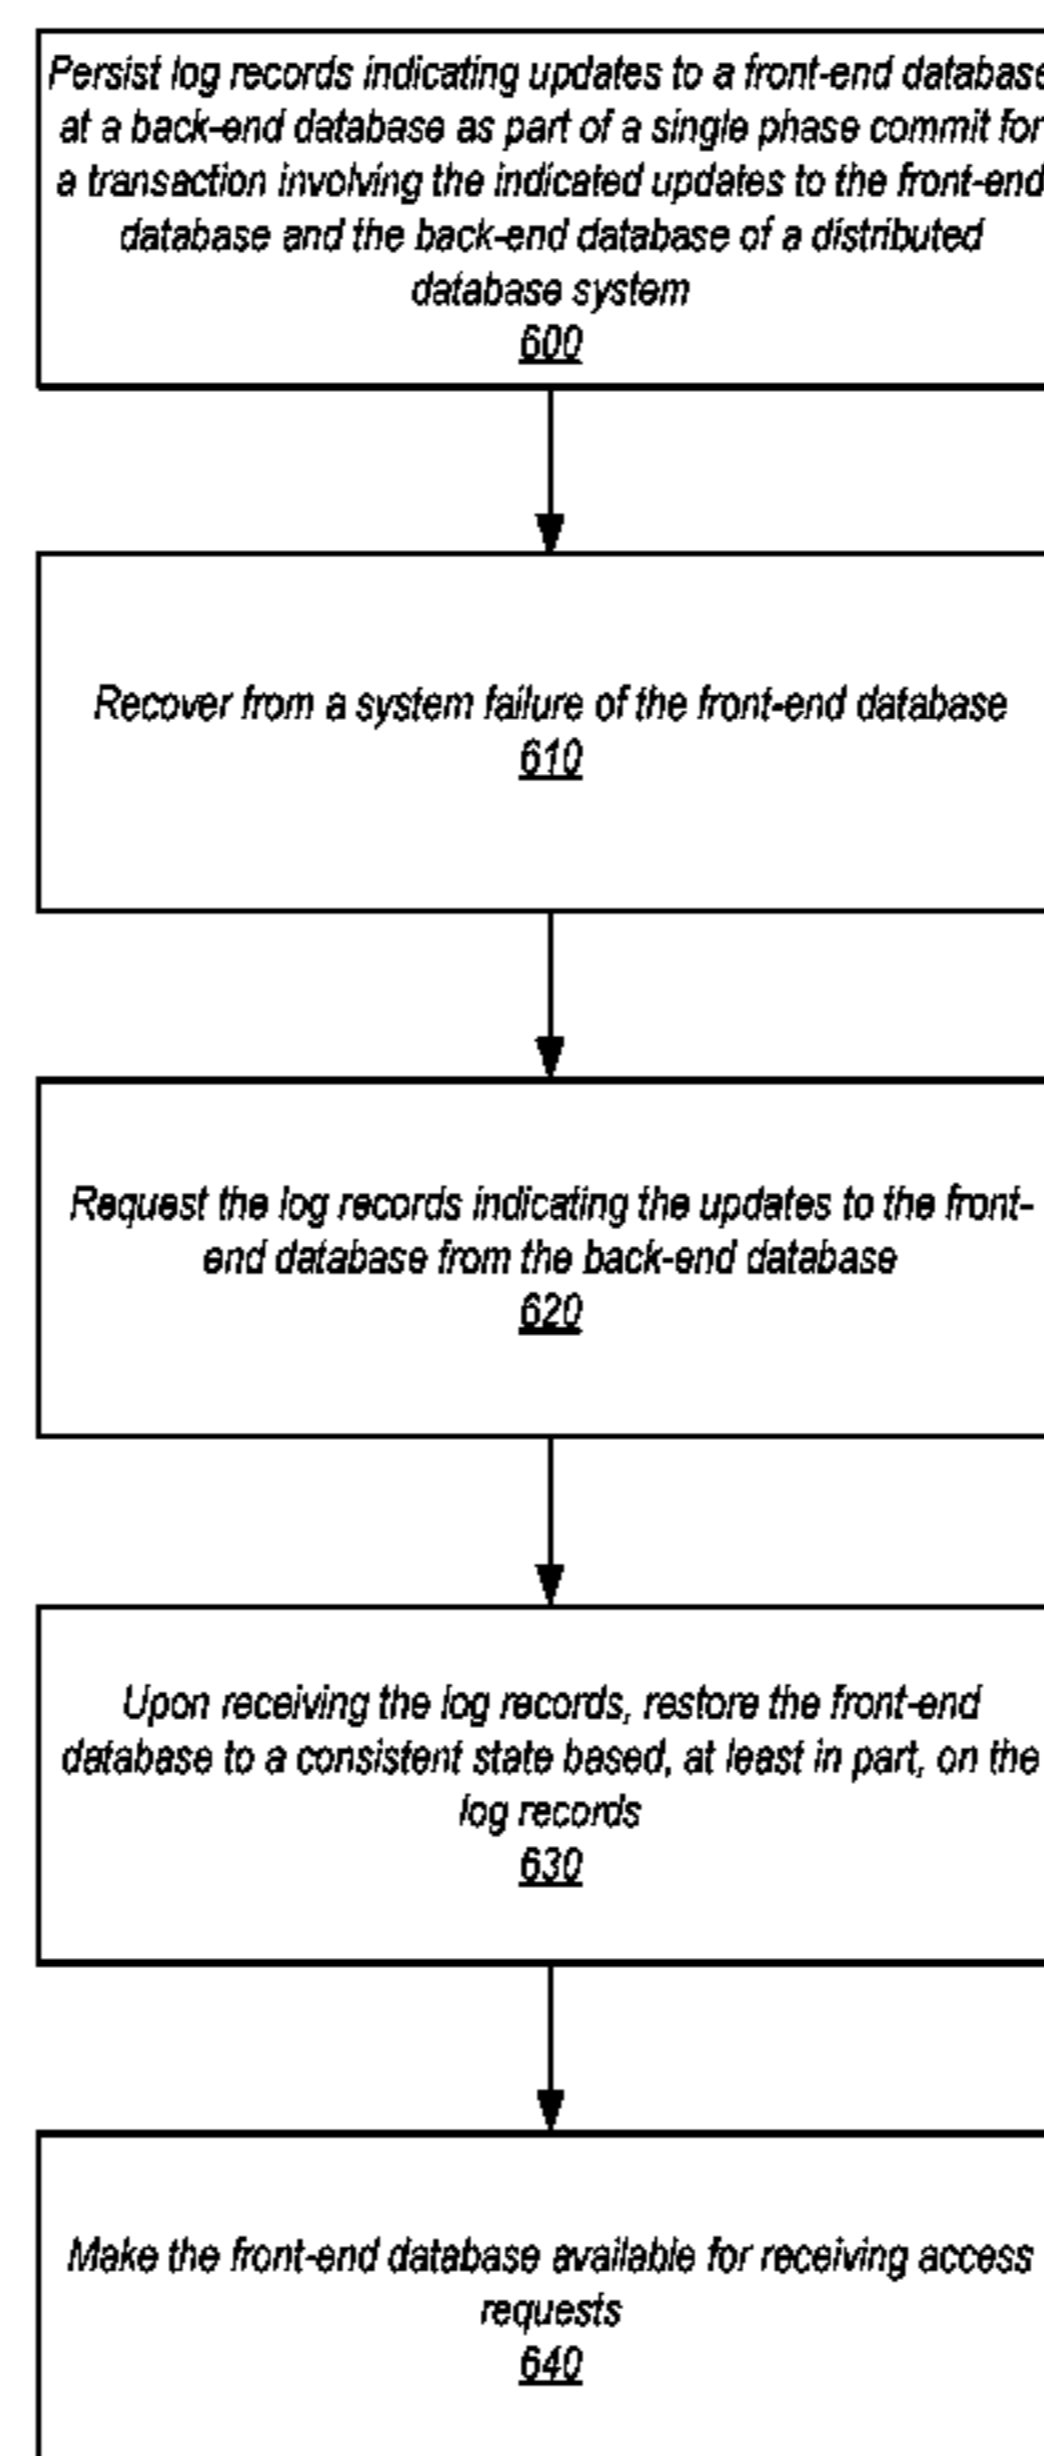 Persist log records indicating updates to a front-end database
at a back-end database as part of a single phase commit for
a transaction involving the indicated updates to the front-end
database and the back-end database of a distributed
database system
600
Recover from a system failure of the front-end database
610
Request the log records indicating the updates to the front-
end database from the back-end database
620
Upon receiving the log records, restore the front-end
database to a consistent state based, at least in part, on the
log records
630
Make the front-end database available for receiving access
requests
640